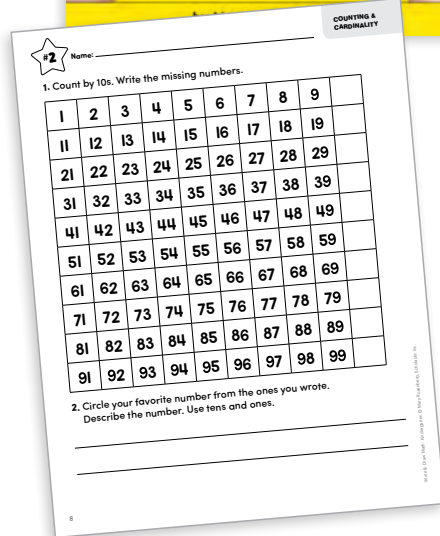 COUNTING &
CARDINALITY
#2
Name:
1. Count by 10s. Write the missing numbers.
1 2 3 4 5 6 7 8 9
11 12 13 14 15 16 17 18 19
21 22 23 24 25 26 27 28 29
31 32 33 34 35 36 37 38 39
41 42 43 44 45 46 47 48 49
51 52 53 54 55 56 57 58 59
61 62 63 64 65 66 67 68 69
71 72 73 74 75 76 77 78 79
81 82 83 84 85 86 87 88 89
91 92 93 94 95 96 97 98 99
2. Circle your favorite number from the ones you wrote.
Describe the number. Use tens and ones.
8